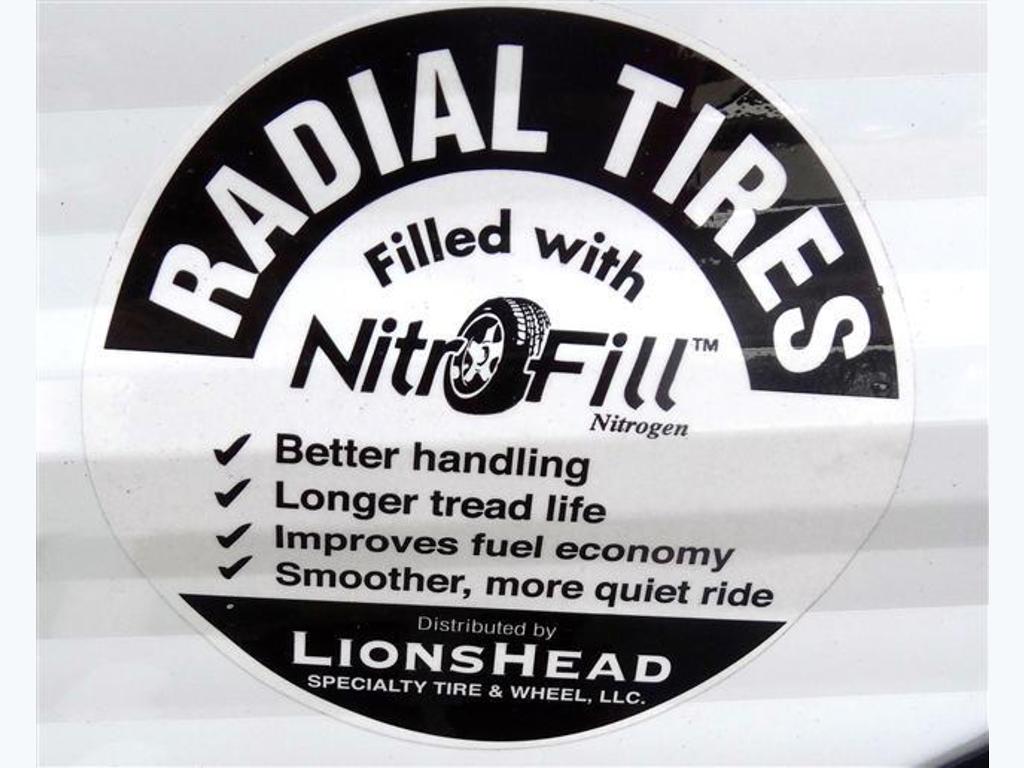 RADIAL TIRES
Filled with
NitroFill™
Nitrogen
✓ Better handling
✓ Longer tread life
✓ Improves fuel economy
✓ Smoother, more quiet ride
Distributed by
LIONSHEAD
SPECIALTY TIRE & WHEEL, LLC.